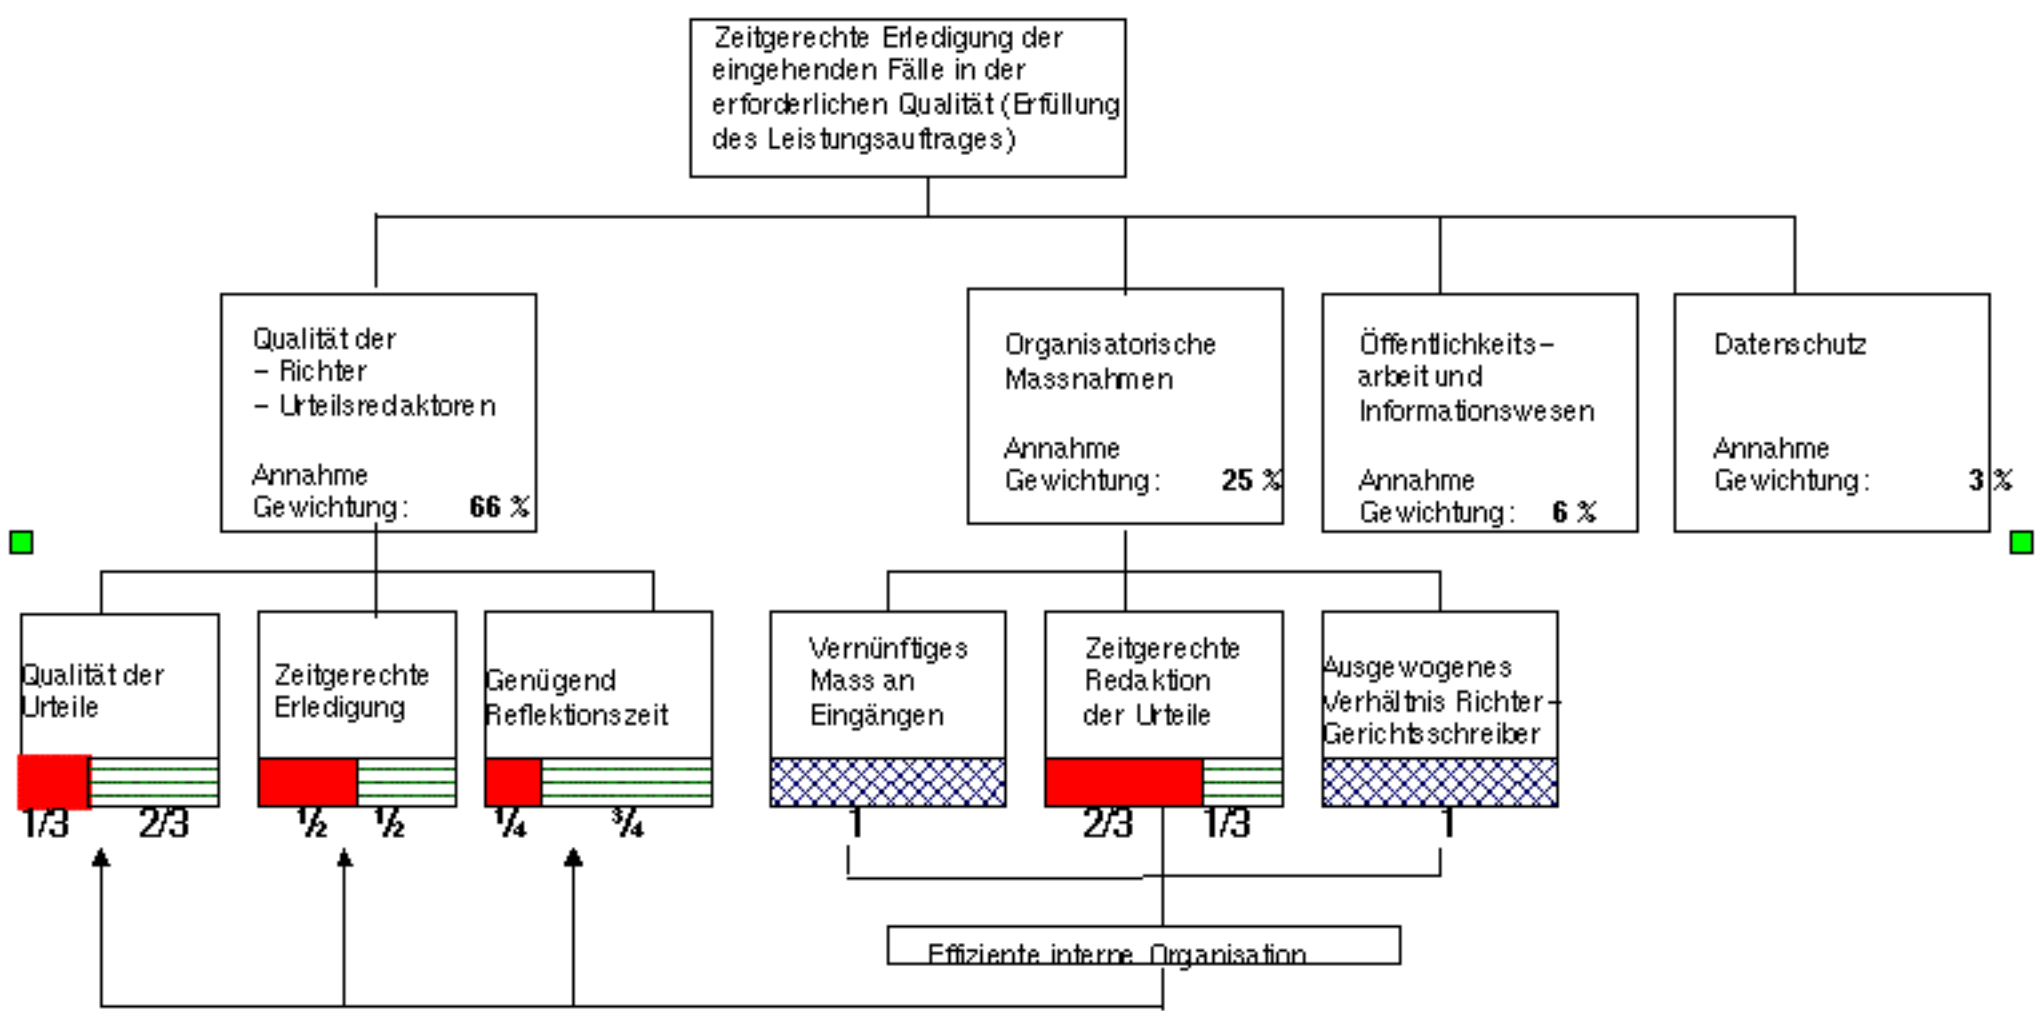 Zeitgerechte Erledigung der
eingehenden Fälle in der
erforderlichen Qualität (Erfüllung
des Leistungsauftrages)
Qualität der
– Richter
– Urteilsredaktoren
Annahme
Gewichtung: 66 %
Organisatorische
Massnahmen
Annahme
Gewichtung: 25 %
Öffentlichkeits–
arbeit und
Informationswesen
Annahme
Gewichtung: 6 %
Datenschutz
Annahme
Gewichtung: 3 %
Qualität der
Urteile
1/3 2/3
Zeitgerechte
Erledigung
½ ½
Genügend
Reflektionszeit
¼ ¾
Vernünftiges
Mass an
Eingängen
1
Zeitgerechte
Redaktion
der Urteile
2/3 1/3
Ausgewogenes
Verhältnis Richter–
Gerichtsschreiber
1
Effiziente interne Organisation